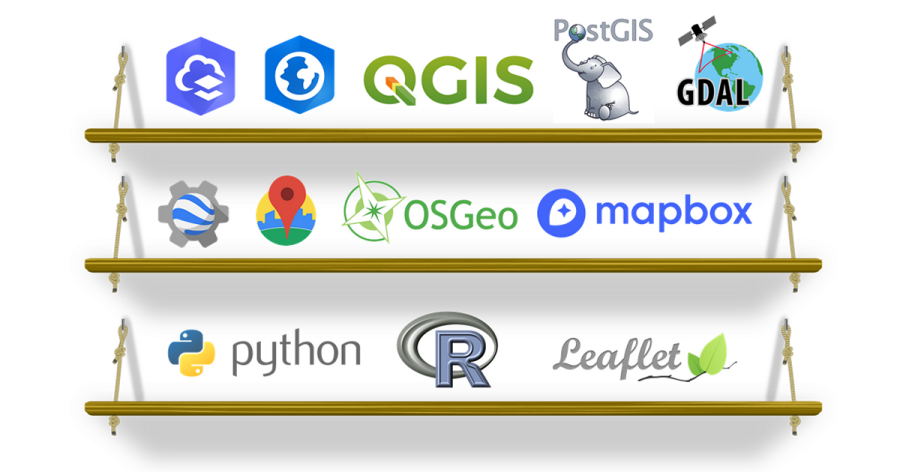 QGIS
PostGIS
GDAL
OSGeo
mapbox
python
R
Leaflet